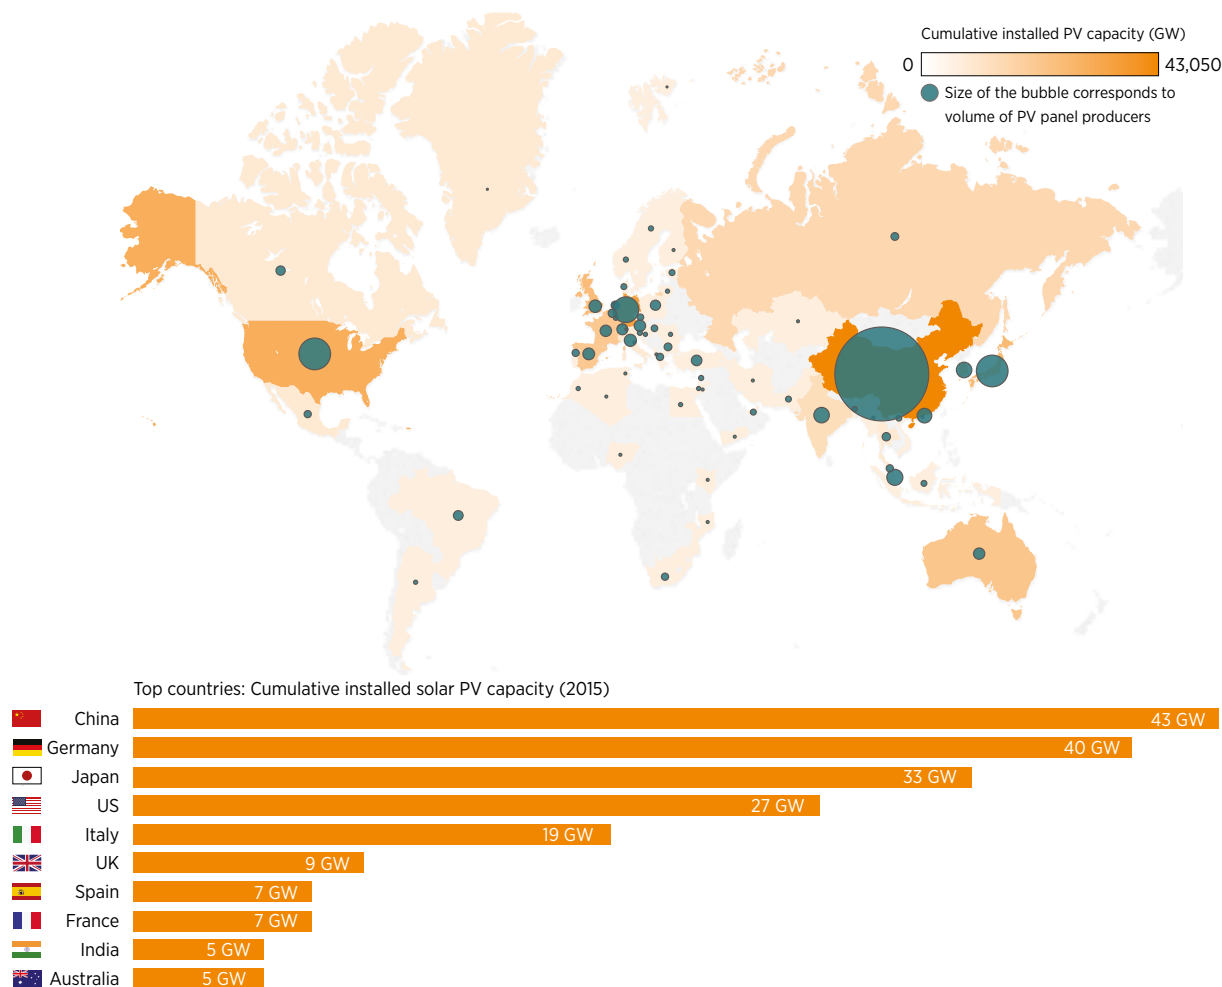 Cumulative installed PV capacity (GW)
0 43,050
Size of the bubble corresponds to
volume of PV panel producers
Top countries: Cumulative installed solar PV capacity (2015)
China 43 GW
Germany 40 GW
Japan 33 GW
US 27 GW
Italy 19 GW
UK 9 GW
Spain 7 GW
France 7 GW
India 5 GW
Australia 5 GW